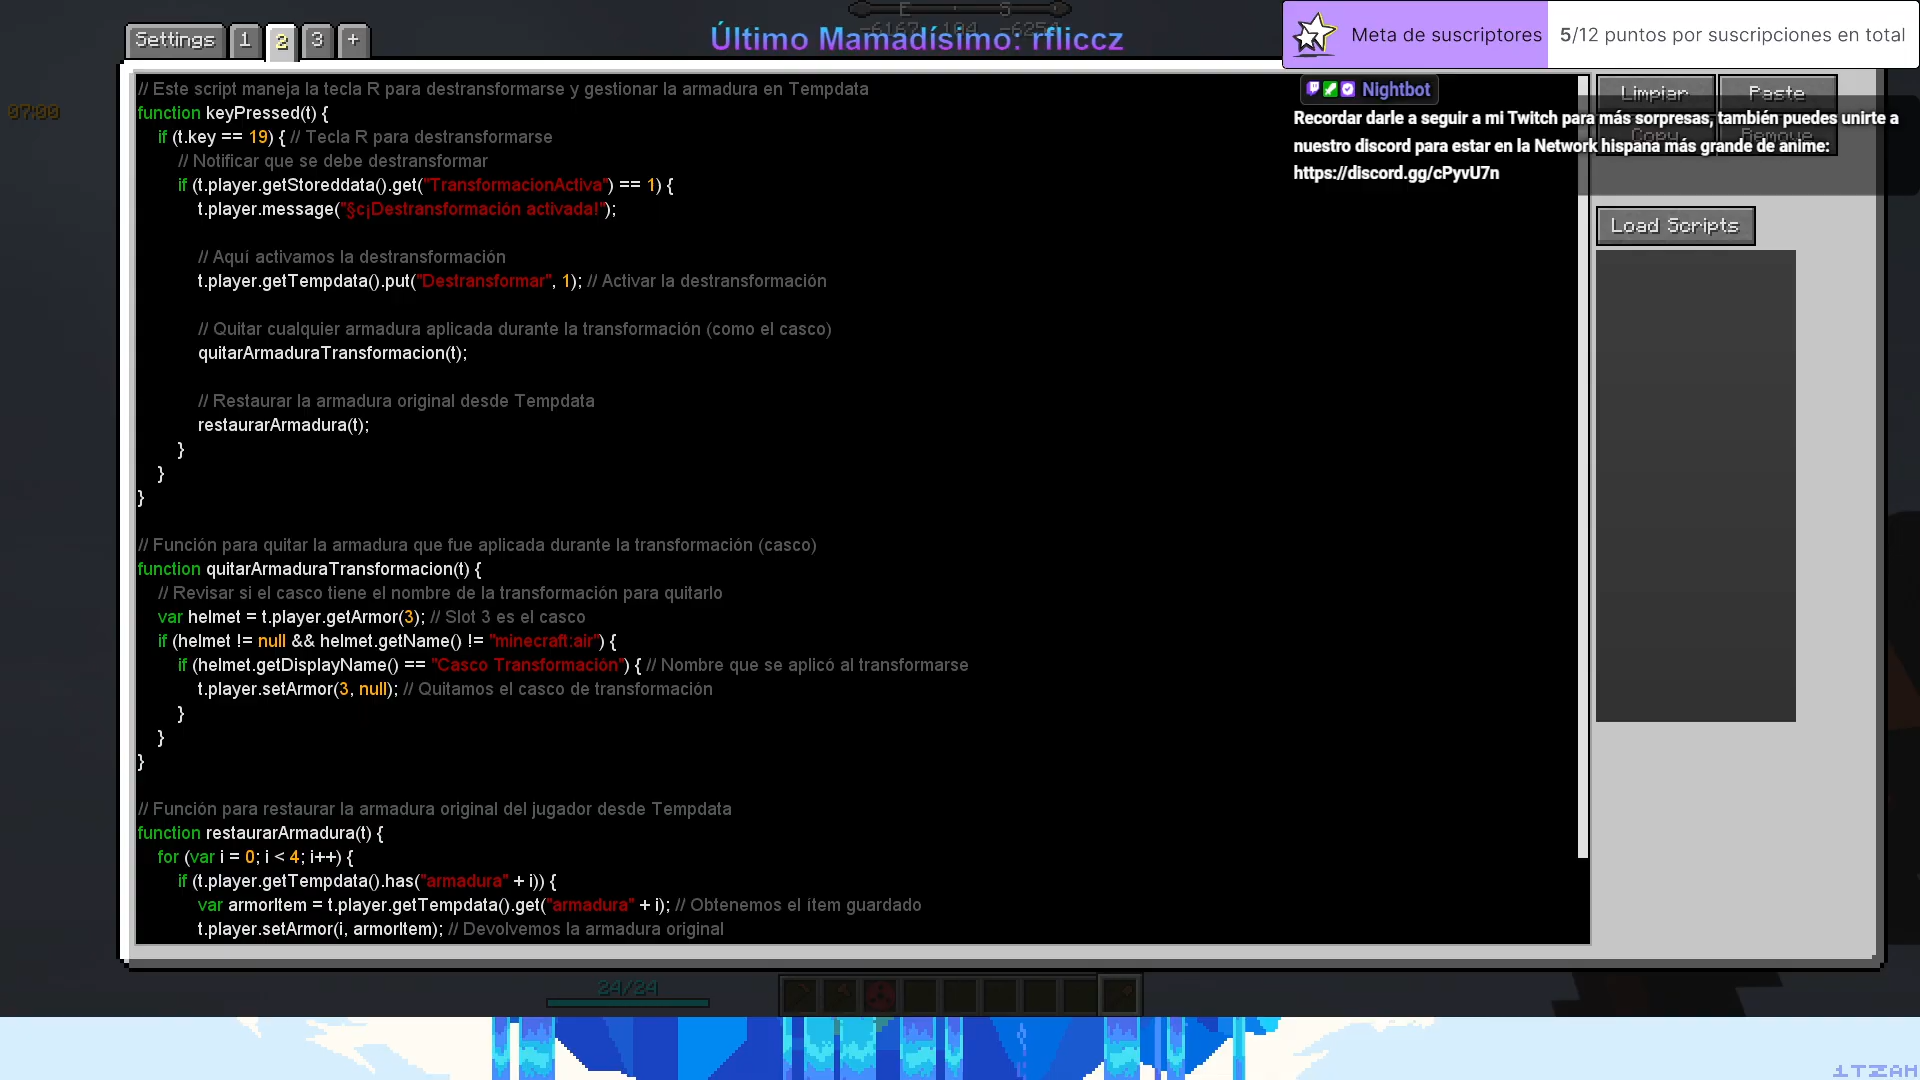 Settings 1 2 3 +
Último Mamadísimo: rfliccz
Meta de suscriptores 5/12 puntos por suscripciones en total
07:00
Nightbot
Recordar darle a seguir a mi Twitch para más sorpresas, también puedes unirte a
nuestro discord para estar en la Network hispana más grande de anime:
https://discord.gg/cPyvU7n
Limpiar Paste
Copy Remove
Load Scripts
// Este script maneja la tecla R para destransformarse y gestionar la armadura en Tempdata
function keyPressed(t) {
if (t.key == 19) { // Tecla R para destransformarse
// Notificar que se debe destransformar
if (t.player.getStoreddata().get("TransformacionActiva") == 1) {
t.player.message("§c¡Destransformación activada!");
// Aquí activamos la destransformación
t.player.getTempdata().put("Destransformar", 1); // Activar la destransformación
// Quitar cualquier armadura aplicada durante la transformación (como el casco)
quitarArmaduraTransformacion(t);
// Restaurar la armadura original desde Tempdata
restaurarArmadura(t);
}
}
}
// Función para quitar la armadura que fue aplicada durante la transformación (casco)
function quitarArmaduraTransformacion(t) {
// Revisar si el casco tiene el nombre de la transformación para quitarlo
var helmet = t.player.getArmor(3); // Slot 3 es el casco
if (helmet != null && helmet.getName() != "minecraft:air") {
if (helmet.getDisplayName() == "Casco Transformación") { // Nombre que se aplicó al transformarse
t.player.setArmor(3, null); // Quitamos el casco de transformación
}
}
}
// Función para restaurar la armadura original del jugador desde Tempdata
function restaurarArmadura(t) {
for (var i = 0; i < 4; i++) {
if (t.player.getTempdata().has("armadura" + i)) {
var armorItem = t.player.getTempdata().get("armadura" + i); // Obtenemos el ítem guardado
t.player.setArmor(i, armorItem); // Devolvemos la armadura original
24/24
1TZAH